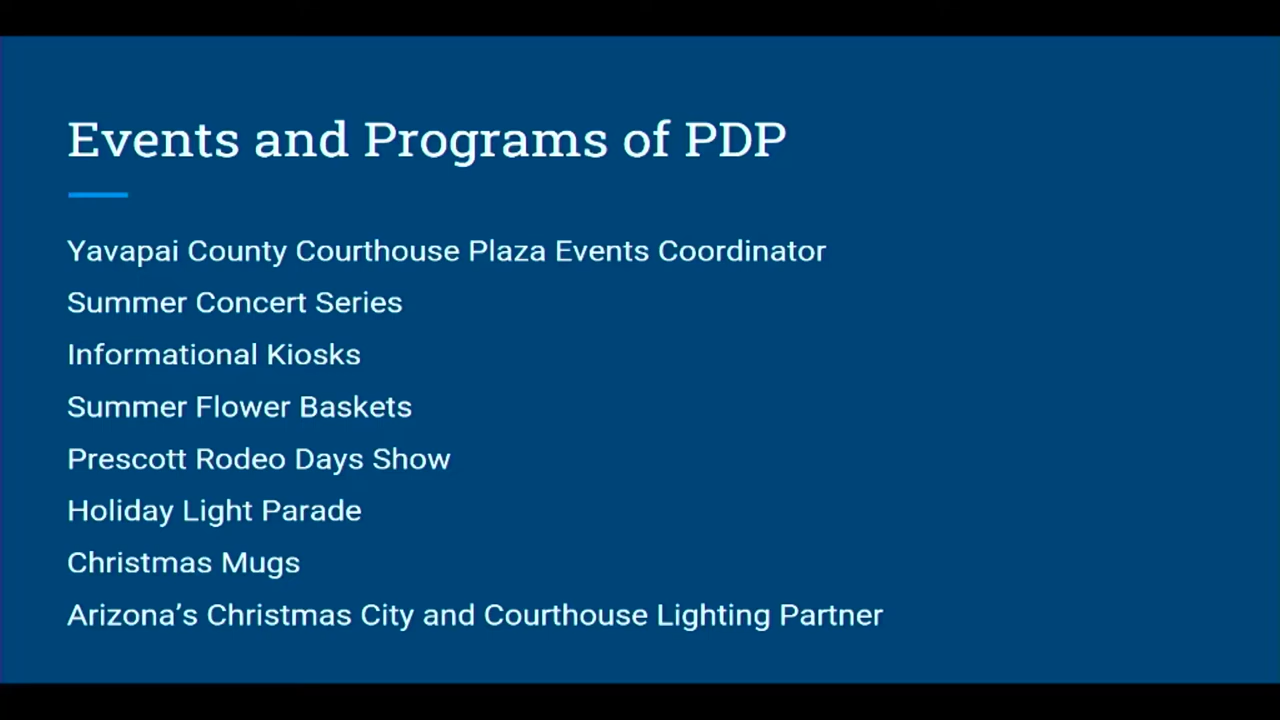 Events and Programs of PDP
Yavapai County Courthouse Plaza Events Coordinator
Summer Concert Series
Informational Kiosks
Summer Flower Baskets
Prescott Rodeo Days Show
Holiday Light Parade
Christmas Mugs
Arizona’s Christmas City and Courthouse Lighting Partner